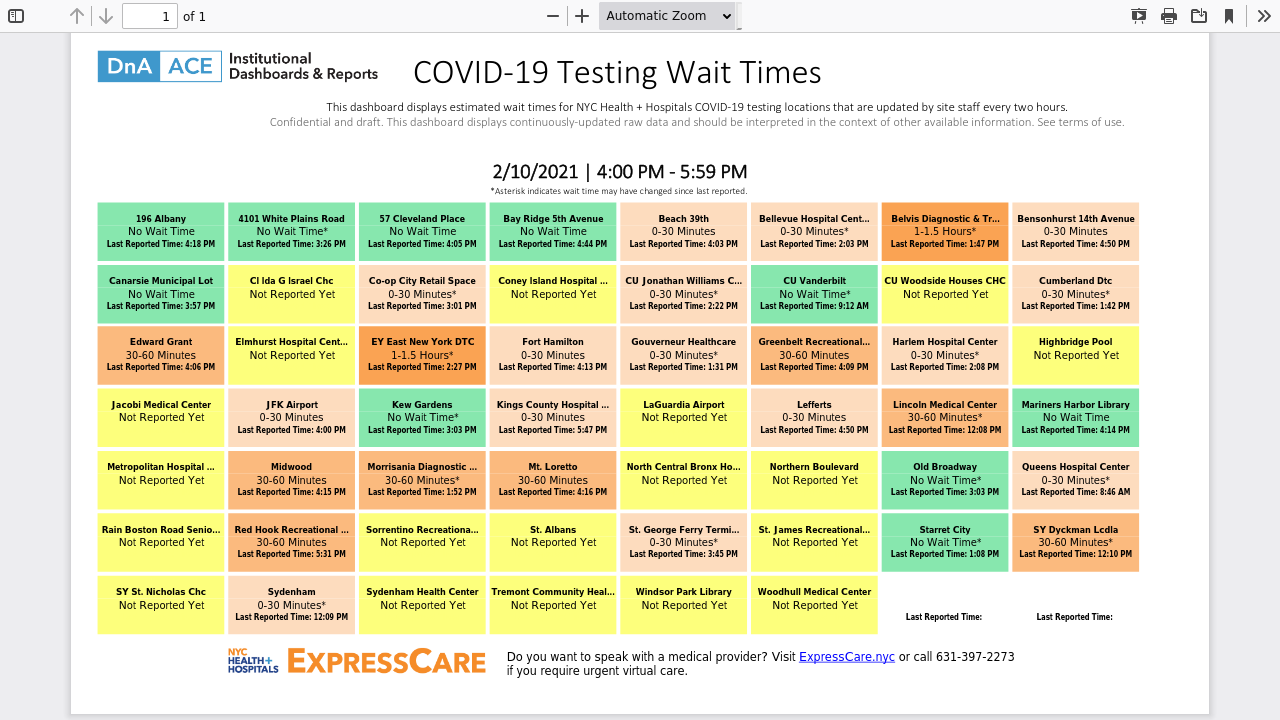 1 of 1
Automatic Zoom
DnA ACE Institutional
Dashboards & Reports
COVID-19 Testing Wait Times
This dashboard displays estimated wait times for NYC Health + Hospitals COVID-19 testing locations that are updated by site staff every two hours.
Confidential and draft. This dashboard displays continuously-updated raw data and should be interpreted in the context of other available information. See terms of use.
2/10/2021 | 4:00 PM - 5:59 PM
*Asterisk indicates wait time may have changed since last reported.
196 Albany
No Wait Time
Last Reported Time: 4:18 PM
4101 White Plains Road
No Wait Time*
Last Reported Time: 3:26 PM
57 Cleveland Place
No Wait Time
Last Reported Time: 4:05 PM
Bay Ridge 5th Avenue
No Wait Time
Last Reported Time: 4:44 PM
Beach 39th
0-30 Minutes
Last Reported Time: 4:03 PM
Bellevue Hospital Cent...
0-30 Minutes*
Last Reported Time: 2:03 PM
Belvis Diagnostic & Tr...
1-1.5 Hours*
Last Reported Time: 1:47 PM
Bensonhurst 14th Avenue
0-30 Minutes
Last Reported Time: 4:50 PM
Canarsie Municipal Lot
No Wait Time
Last Reported Time: 3:57 PM
Cl Ida G Israel Chc
Not Reported Yet
Co-op City Retail Space
0-30 Minutes*
Last Reported Time: 3:01 PM
Coney Island Hospital ...
Not Reported Yet
CU Jonathan Williams C...
0-30 Minutes*
Last Reported Time: 2:22 PM
CU Vanderbilt
No Wait Time*
Last Reported Time: 9:12 AM
CU Woodside Houses CHC
Not Reported Yet
Cumberland Dtc
0-30 Minutes*
Last Reported Time: 1:42 PM
Edward Grant
30-60 Minutes
Last Reported Time: 4:06 PM
Elmhurst Hospital Cent...
Not Reported Yet
EY East New York DTC
1-1.5 Hours*
Last Reported Time: 2:27 PM
Fort Hamilton
0-30 Minutes
Last Reported Time: 4:13 PM
Gouverneur Healthcare
0-30 Minutes*
Last Reported Time: 1:31 PM
Greenbelt Recreational...
30-60 Minutes
Last Reported Time: 4:09 PM
Harlem Hospital Center
0-30 Minutes*
Last Reported Time: 2:08 PM
Highbridge Pool
Not Reported Yet
Jacobi Medical Center
Not Reported Yet
JFK Airport
0-30 Minutes
Last Reported Time: 4:00 PM
Kew Gardens
No Wait Time*
Last Reported Time: 3:03 PM
Kings County Hospital ...
0-30 Minutes
Last Reported Time: 5:47 PM
LaGuardia Airport
Not Reported Yet
Lefferts
0-30 Minutes
Last Reported Time: 4:50 PM
Lincoln Medical Center
30-60 Minutes*
Last Reported Time: 12:08 PM
Mariners Harbor Library
No Wait Time
Last Reported Time: 4:14 PM
Metropolitan Hospital ...
Not Reported Yet
Midwood
30-60 Minutes
Last Reported Time: 4:15 PM
Morrisania Diagnostic ...
30-60 Minutes*
Last Reported Time: 1:52 PM
Mt. Loretto
30-60 Minutes
Last Reported Time: 4:16 PM
North Central Bronx Ho...
Not Reported Yet
Northern Boulevard
Not Reported Yet
Old Broadway
No Wait Time*
Last Reported Time: 3:03 PM
Queens Hospital Center
0-30 Minutes*
Last Reported Time: 8:46 AM
Rain Boston Road Senio...
Not Reported Yet
Red Hook Recreational ...
30-60 Minutes
Last Reported Time: 5:31 PM
Sorrentino Recreationa...
Not Reported Yet
St. Albans
Not Reported Yet
St. George Ferry Termi...
0-30 Minutes*
Last Reported Time: 3:45 PM
St. James Recreational...
Not Reported Yet
Starret City
No Wait Time*
Last Reported Time: 1:08 PM
SY Dyckman Lcdla
30-60 Minutes*
Last Reported Time: 12:10 PM
SY St. Nicholas Chc
Not Reported Yet
Sydenham
0-30 Minutes*
Last Reported Time: 12:09 PM
Sydenham Health Center
Not Reported Yet
Tremont Community Heal...
Not Reported Yet
Windsor Park Library
Not Reported Yet
Woodhull Medical Center
Not Reported Yet
Last Reported Time:
Last Reported Time:
NYC
HEALTH+
HOSPITALS
EXPRESSCARE
Do you want to speak with a medical provider? Visit ExpressCare.nyc or call 631-397-2273
if you require urgent virtual care.